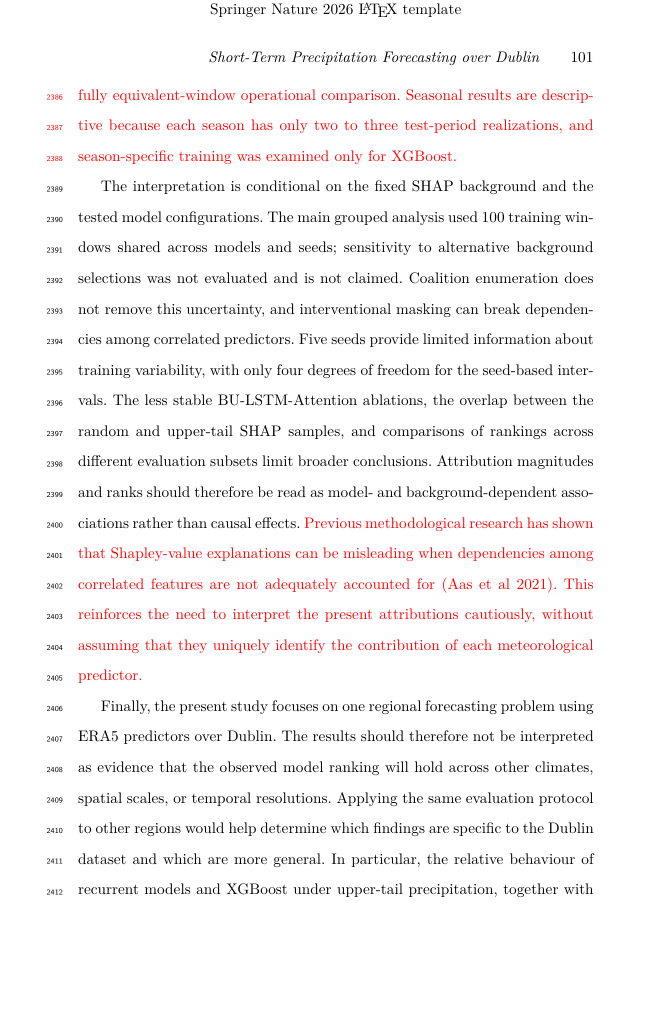 Springer Nature 2026 LATEX template
Short-Term Precipitation Forecasting over Dublin 101
2386 fully equivalent-window operational comparison. Seasonal results are descrip-
2387 tive because each season has only two to three test-period realizations, and
2388 season-specific training was examined only for XGBoost.
2389 The interpretation is conditional on the fixed SHAP background and the
2390 tested model configurations. The main grouped analysis used 100 training win-
2391 dows shared across models and seeds; sensitivity to alternative background
2392 selections was not evaluated and is not claimed. Coalition enumeration does
2393 not remove this uncertainty, and interventional masking can break dependen-
2394 cies among correlated predictors. Five seeds provide limited information about
2395 training variability, with only four degrees of freedom for the seed-based inter-
2396 vals. The less stable BU-LSTM-Attention ablations, the overlap between the
2397 random and upper-tail SHAP samples, and comparisons of rankings across
2398 different evaluation subsets limit broader conclusions. Attribution magnitudes
2399 and ranks should therefore be read as model- and background-dependent asso-
2400 ciations rather than causal effects. Previous methodological research has shown
2401 that Shapley-value explanations can be misleading when dependencies among
2402 correlated features are not adequately accounted for (Aas et al 2021). This
2403 reinforces the need to interpret the present attributions cautiously, without
2404 assuming that they uniquely identify the contribution of each meteorological
2405 predictor.
2406 Finally, the present study focuses on one regional forecasting problem using
2407 ERA5 predictors over Dublin. The results should therefore not be interpreted
2408 as evidence that the observed model ranking will hold across other climates,
2409 spatial scales, or temporal resolutions. Applying the same evaluation protocol
2410 to other regions would help determine which findings are specific to the Dublin
2411 dataset and which are more general. In particular, the relative behaviour of
2412 recurrent models and XGBoost under upper-tail precipitation, together with